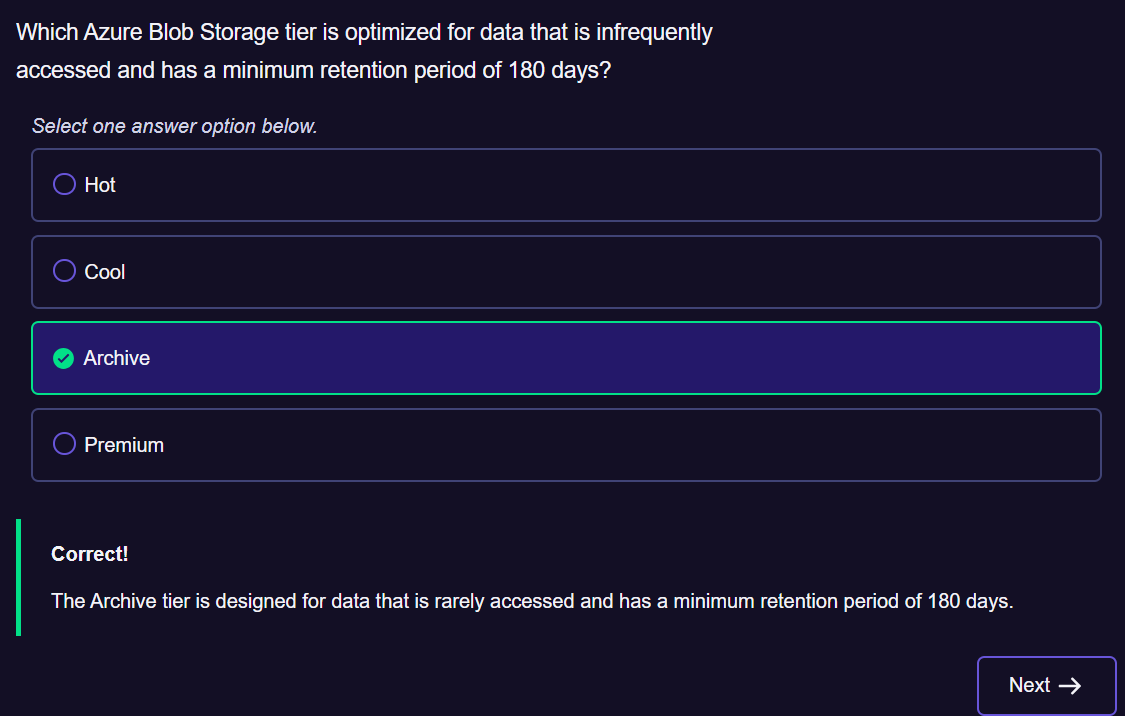 Which Azure Blob Storage tier is optimized for data that is infrequently
accessed and has a minimum retention period of 180 days?
Select one answer option below.
Hot
Cool
Archive
Premium
Correct!
The Archive tier is designed for data that is rarely accessed and has a minimum retention period of 180 days.
Next →